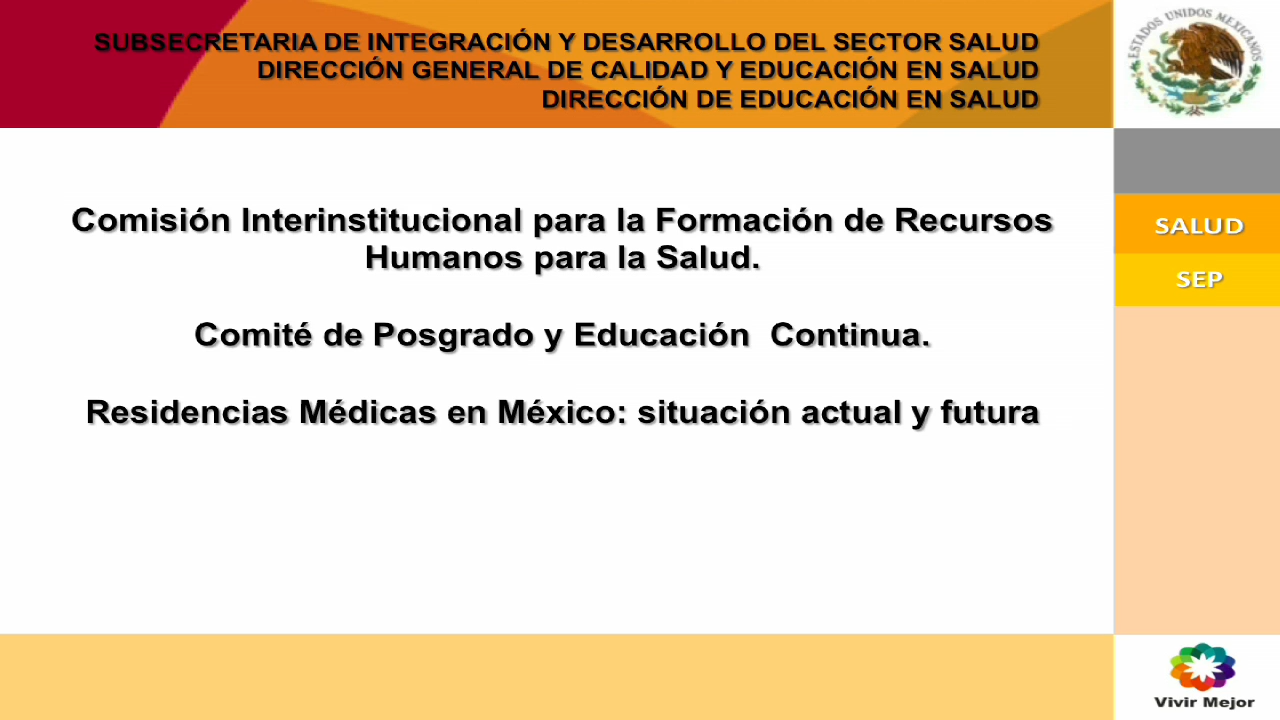 SUBSECRETARIA DE INTEGRACIÓN Y DESARROLLO DEL SECTOR SALUD
DIRECCIÓN GENERAL DE CALIDAD Y EDUCACIÓN EN SALUD
DIRECCIÓN DE EDUCACIÓN EN SALUD
ESTADOS UNIDOS MEXICANOS
Comisión Interinstitucional para la Formación de Recursos
Humanos para la Salud.
Comité de Posgrado y Educación  Continua.
Residencias Médicas en México: situación actual y futura
SALUD
SEP
Vivir Mejor